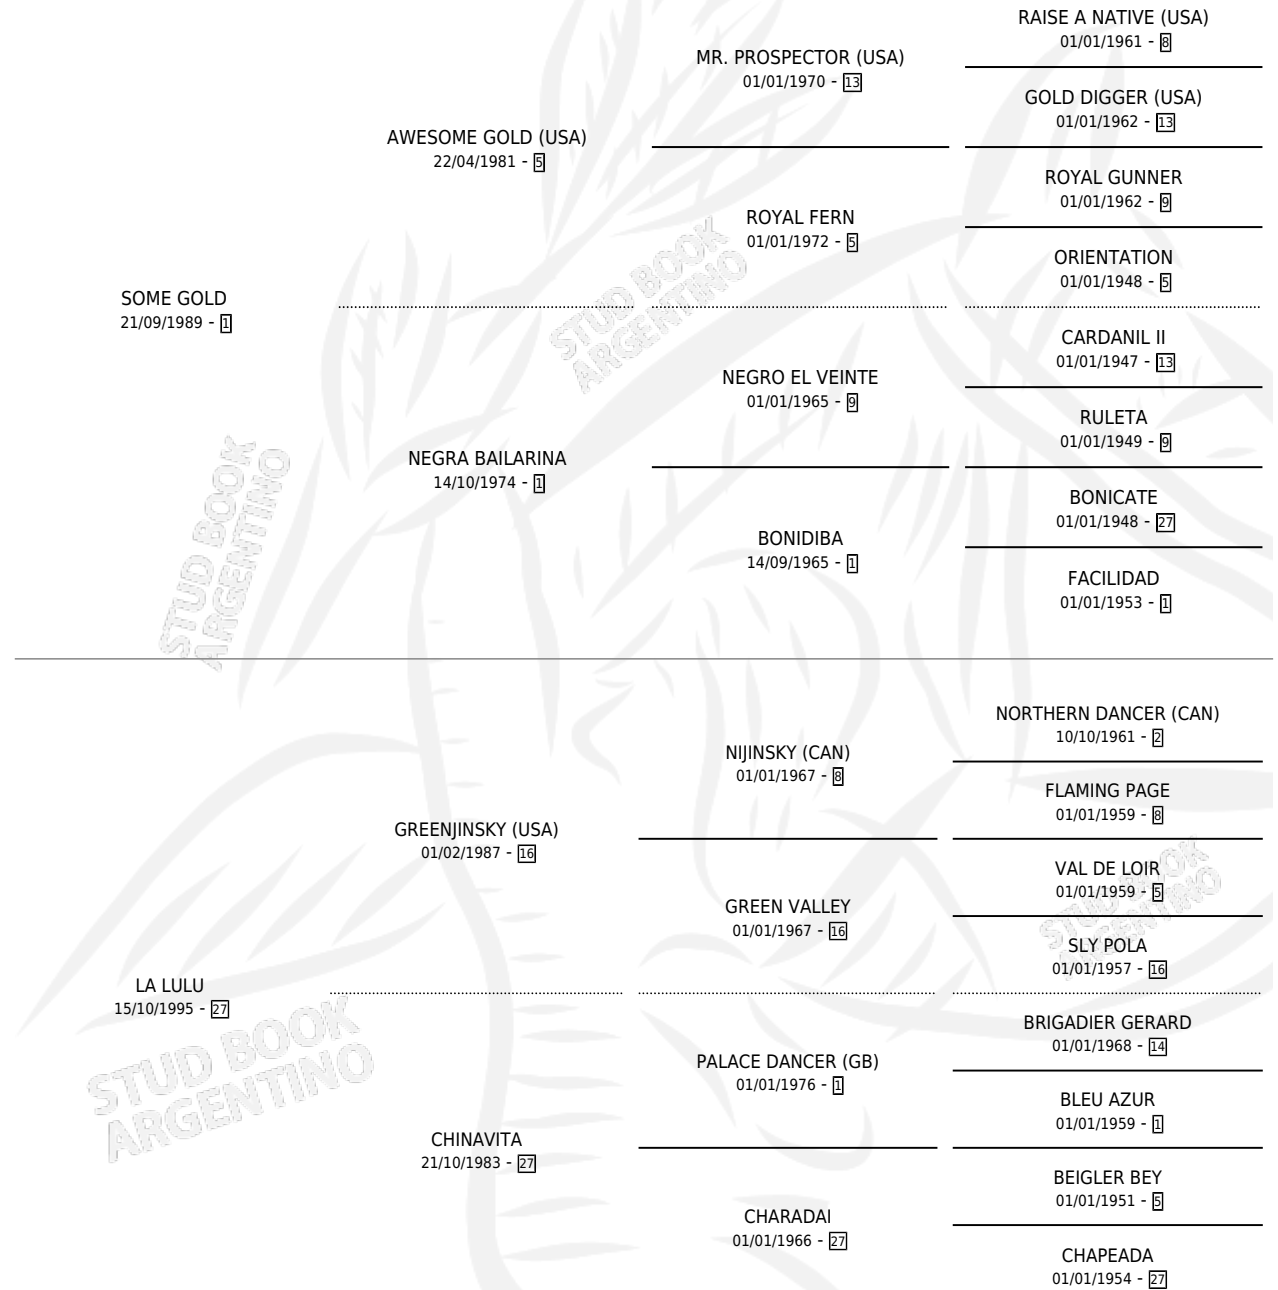 RAISE A NATIVE (USA)
01/01/1961 - 8
MR. PROSPECTOR (USA)
01/01/1970 - 13
GOLD DIGGER (USA)
01/01/1962 - 13
AWESOME GOLD (USA)
22/04/1981 - 5
ROYAL GUNNER
01/01/1962 - 9
ROYAL FERN
01/01/1972 - 5
ORIENTATION
01/01/1948 - 5
SOME GOLD
21/09/1989 - 1
CARDANIL II
01/01/1947 - 13
NEGRO EL VEINTE
01/01/1965 - 9
RULETA
01/01/1949 - 9
NEGRA BAILARINA
14/10/1974 - 1
BONICATE
01/01/1948 - 27
BONIDIBA
14/09/1965 - 1
FACILIDAD
01/01/1953 - 1
NORTHERN DANCER (CAN)
10/10/1961 - 2
NIJINSKY (CAN)
01/01/1967 - 8
FLAMING PAGE
01/01/1959 - 8
GREENJINSKY (USA)
01/02/1987 - 16
VAL DE LOIR
01/01/1959 - 5
GREEN VALLEY
01/01/1967 - 16
SLY POLA
01/01/1957 - 16
LA LULU
15/10/1995 - 27
BRIGADIER GERARD
01/01/1968 - 14
PALACE DANCER (GB)
01/01/1976 - 1
BLEU AZUR
01/01/1959 - 1
CHINAVITA
21/10/1983 - 27
BEIGLER BEY
01/01/1951 - 5
CHARADAI
01/01/1966 - 27
CHAPEADA
01/01/1954 - 27
STUD BOOK
ARGENTINO
STUD BOOK
ARGENTINO
STUD BOOK
ARGENTINO
STUD BOOK
ARGENTINO